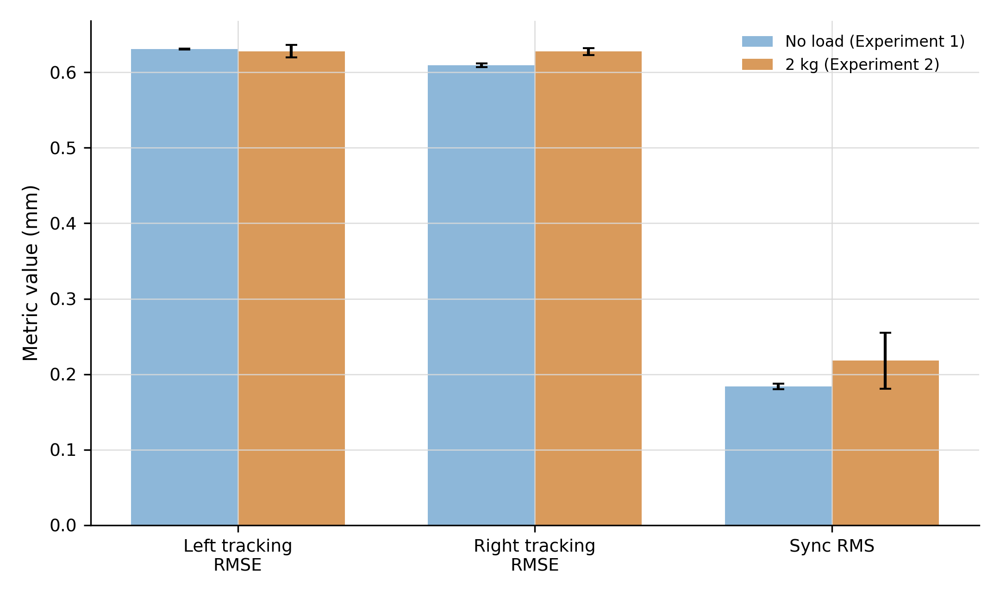 No load (Experiment 1)
2 kg (Experiment 2)
Metric value (mm)
0.6
0.5
0.4
0.3
0.2
0.1
0.0
Left tracking
RMSE
Right tracking
RMSE
Sync RMS